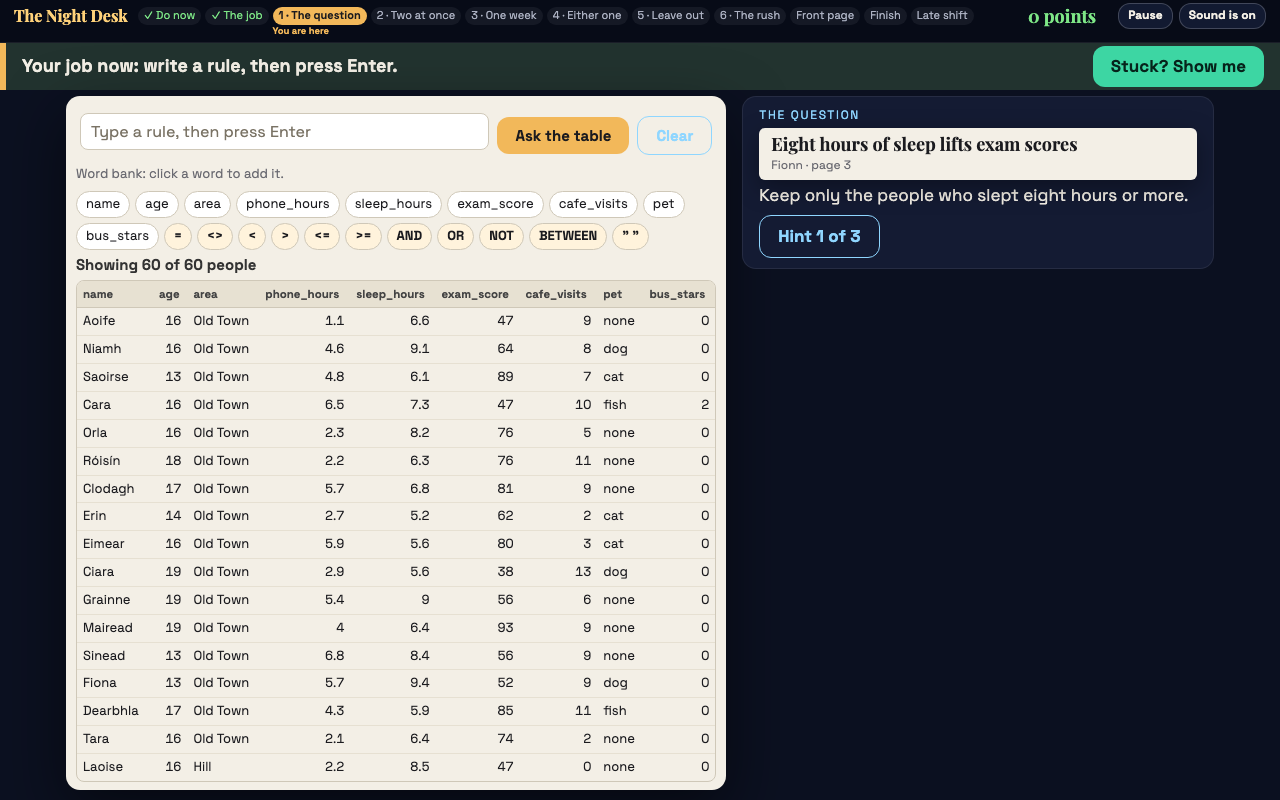 The Night Desk ✓ Do now ✓ The job 1 · The question 2 · Two at once 3 · One week 4 · Either one 5 · Leave out 6 · The rush Front page Finish Late shift 0 points Pause Sound is on
You are here
Your job now: write a rule, then press Enter. Stuck? Show me
Type a rule, then press Enter Ask the table Clear
Word bank: click a word to add it.
name age area phone_hours sleep_hours exam_score cafe_visits pet
bus_stars = <> < > <= >= AND OR NOT BETWEEN " "
Showing 60 of 60 people
name age area phone_hours sleep_hours exam_score cafe_visits pet bus_stars
Aoife 16 Old Town 1.1 6.6 47 9 none 0
Niamh 16 Old Town 4.6 9.1 64 8 dog 0
Saoirse 13 Old Town 4.8 6.1 89 7 cat 0
Cara 16 Old Town 6.5 7.3 47 10 fish 2
Orla 16 Old Town 2.3 8.2 76 5 none 0
Róisín 18 Old Town 2.2 6.3 76 11 none 0
Clodagh 17 Old Town 5.7 6.8 81 9 none 0
Erin 14 Old Town 2.7 5.2 62 2 cat 0
Eimear 16 Old Town 5.9 5.6 80 3 cat 0
Ciara 19 Old Town 2.9 5.6 38 13 dog 0
Grainne 19 Old Town 5.4 9 56 6 none 0
Mairead 19 Old Town 4 6.4 93 9 none 0
Sinead 13 Old Town 6.8 8.4 56 9 none 0
Fiona 13 Old Town 5.7 9.4 52 9 dog 0
Dearbhla 17 Old Town 4.3 5.9 85 11 fish 0
Tara 16 Old Town 2.1 6.4 74 2 none 0
Laoise 16 Hill 2.2 8.5 47 0 none 0
THE QUESTION
Eight hours of sleep lifts exam scores
Fionn · page 3
Keep only the people who slept eight hours or more.
Hint 1 of 3